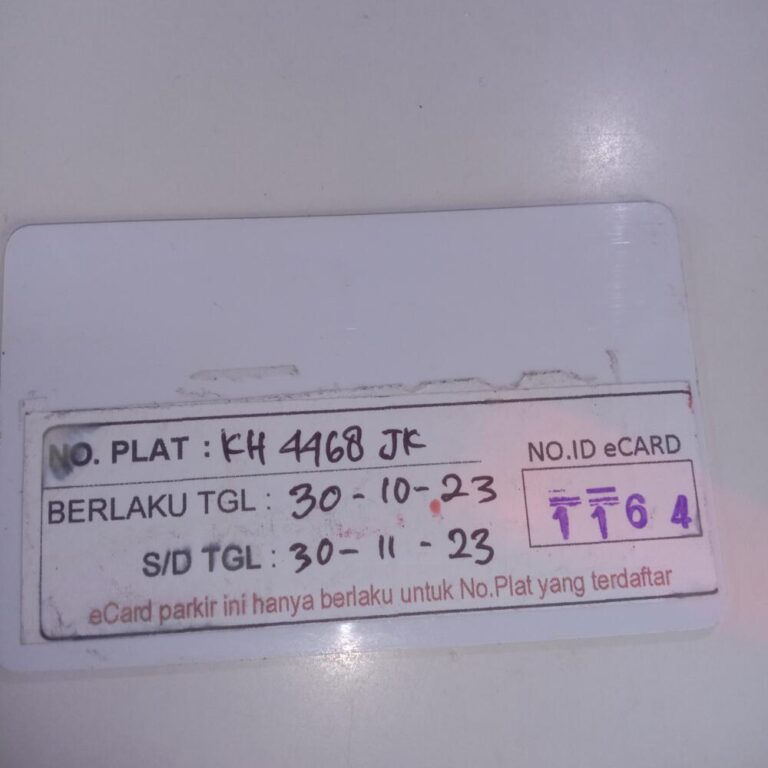 NO. PLAT : KH 4468 JK
BERLAKU TGL : 30-10-23
S/D TGL : 30-11-23
NO.ID eCARD
1164
eCard parkir ini hanya berlaku untuk No.Plat yang terdaftar